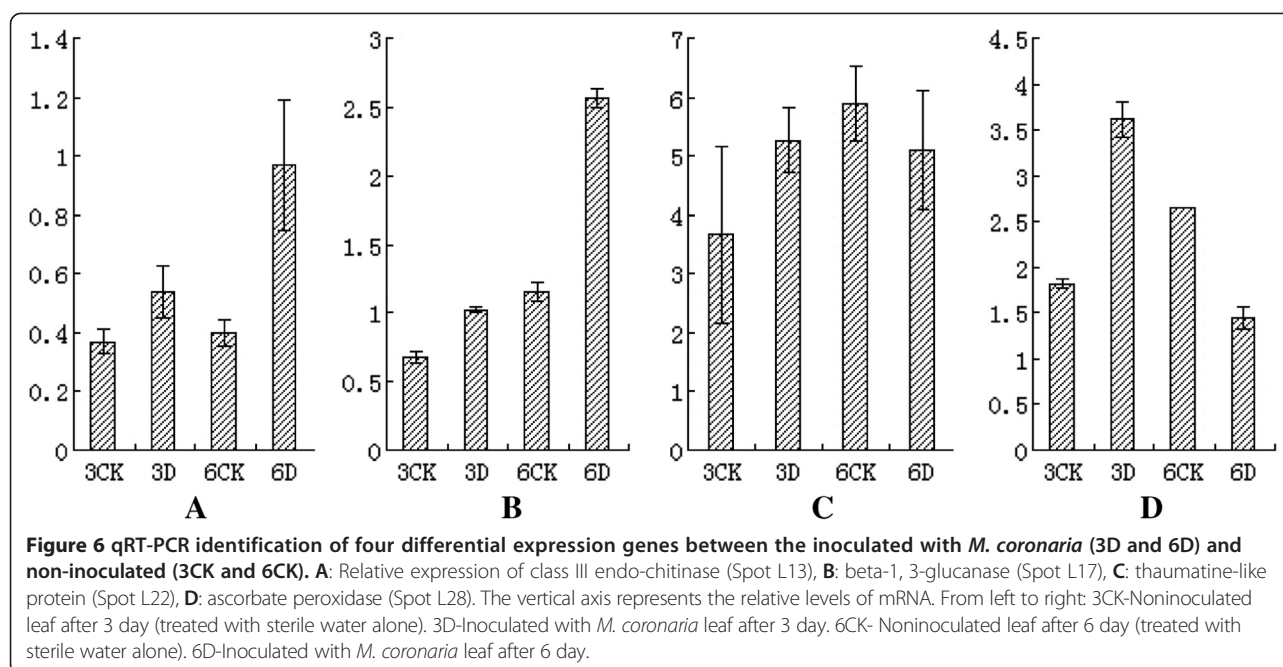 1.4
1.2
1
0.8
0.6
0.4
0.2
0
3CK 3D 6CK 6D
A
3
2.5
2
1.5
1
0.5
0
3CK 3D 6CK 6D
B
7
6
5
4
3
2
1
0
3CK 3D 6CK 6D
C
4.5
4
3.5
3
2.5
2
1.5
1
0.5
0
3CK 3D 6CK 6D
D
Figure 6 qRT-PCR identification of four differential expression genes between the inoculated with M. coronaria (3D and 6D) and
non-inoculated (3CK and 6CK). A: Relative expression of class III endo-chitinase (Spot L13), B: beta-1, 3-glucanase (Spot L17), C: thaumatine-like
protein (Spot L22), D: ascorbate peroxidase (Spot L28). The vertical axis represents the relative levels of mRNA. From left to right: 3CK-Noninoculated
leaf after 3 day (treated with sterile water alone). 3D-Inoculated with M. coronaria leaf after 3 day. 6CK- Noninoculated leaf after 6 day (treated with
sterile water alone). 6D-Inoculated with M. coronaria leaf after 6 day.